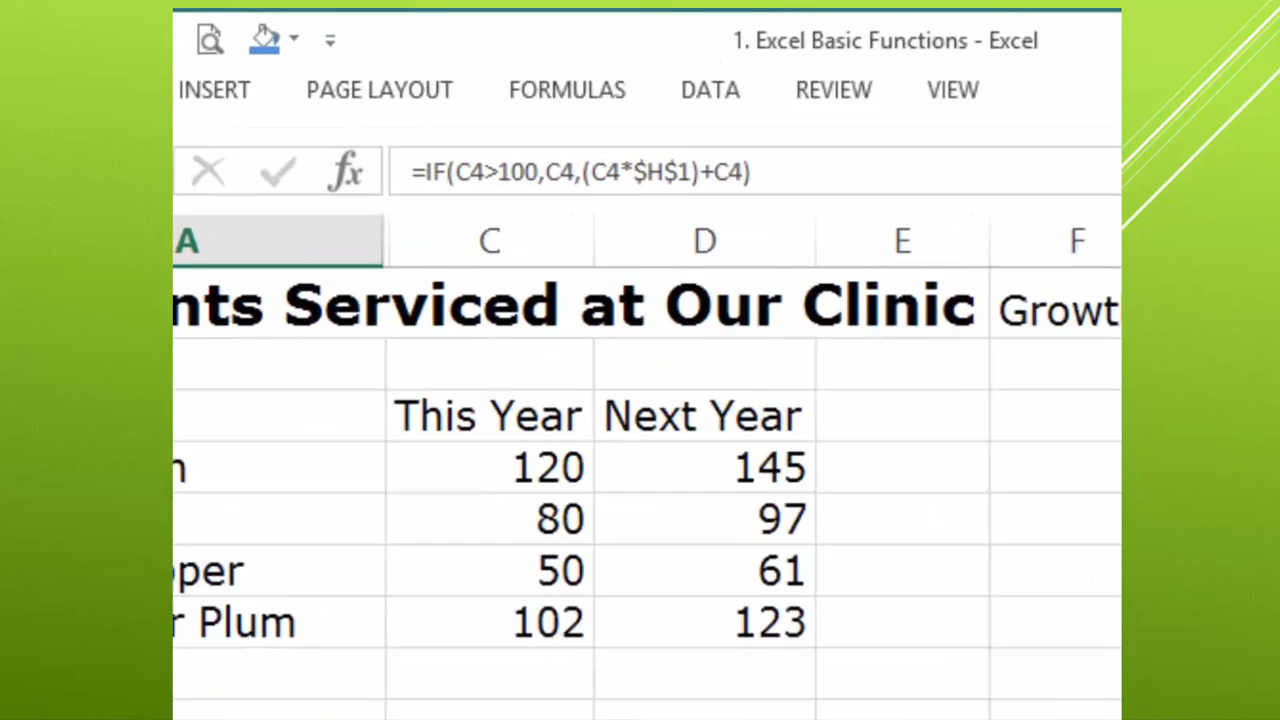 1. Excel Basic Functions - Excel
INSERT PAGE LAYOUT FORMULAS DATA REVIEW VIEW
fx =IF(C4>100,C4,(C4*$H$1)+C4)
A C D E F
nts Serviced at Our Clinic Growth
This Year Next Year
n 120 145
80 97
pper 50 61
r Plum 102 123